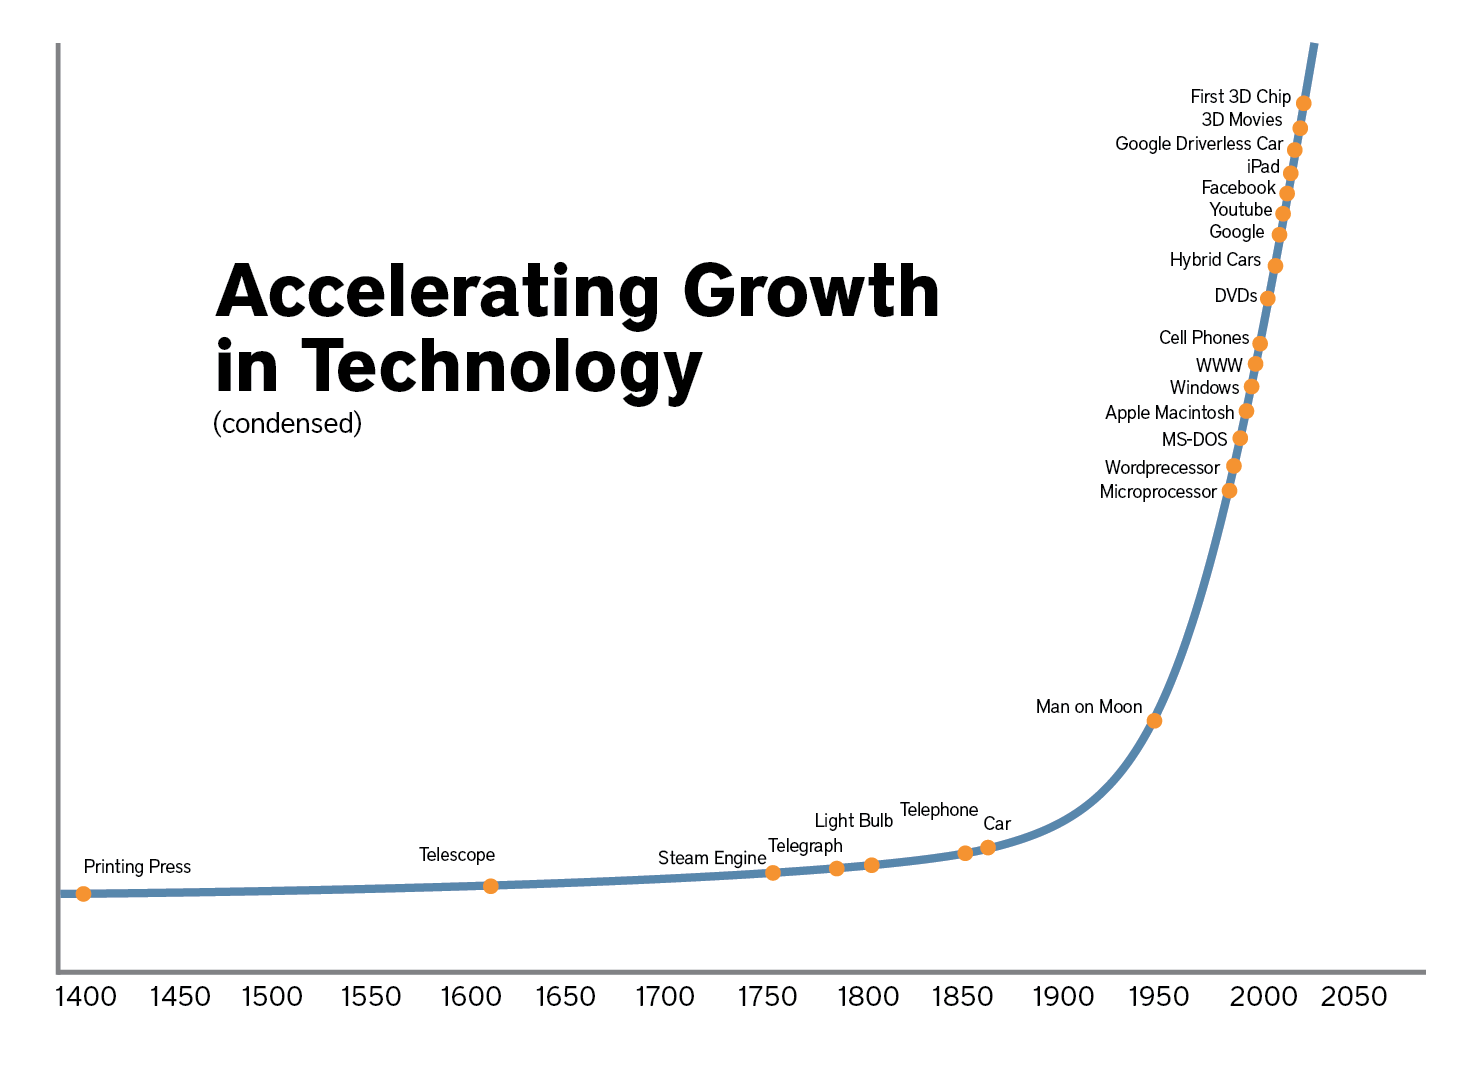 First 3D Chip
3D Movies
Google Driverless Car
iPad
Facebook
Youtube
Google
Hybrid Cars
DVDs
Accelerating Growth
in Technology
(condensed)
Cell Phones
WWW
Windows
Apple Macintosh
MS-DOS
Wordprecessor
Microprocessor
Man on Moon
Telephone
Light Bulb
Car
Telegraph
Steam Engine
Telescope
Printing Press
1400 1450 1500 1550 1600 1650 1700 1750 1800 1850 1900 1950 2000 2050